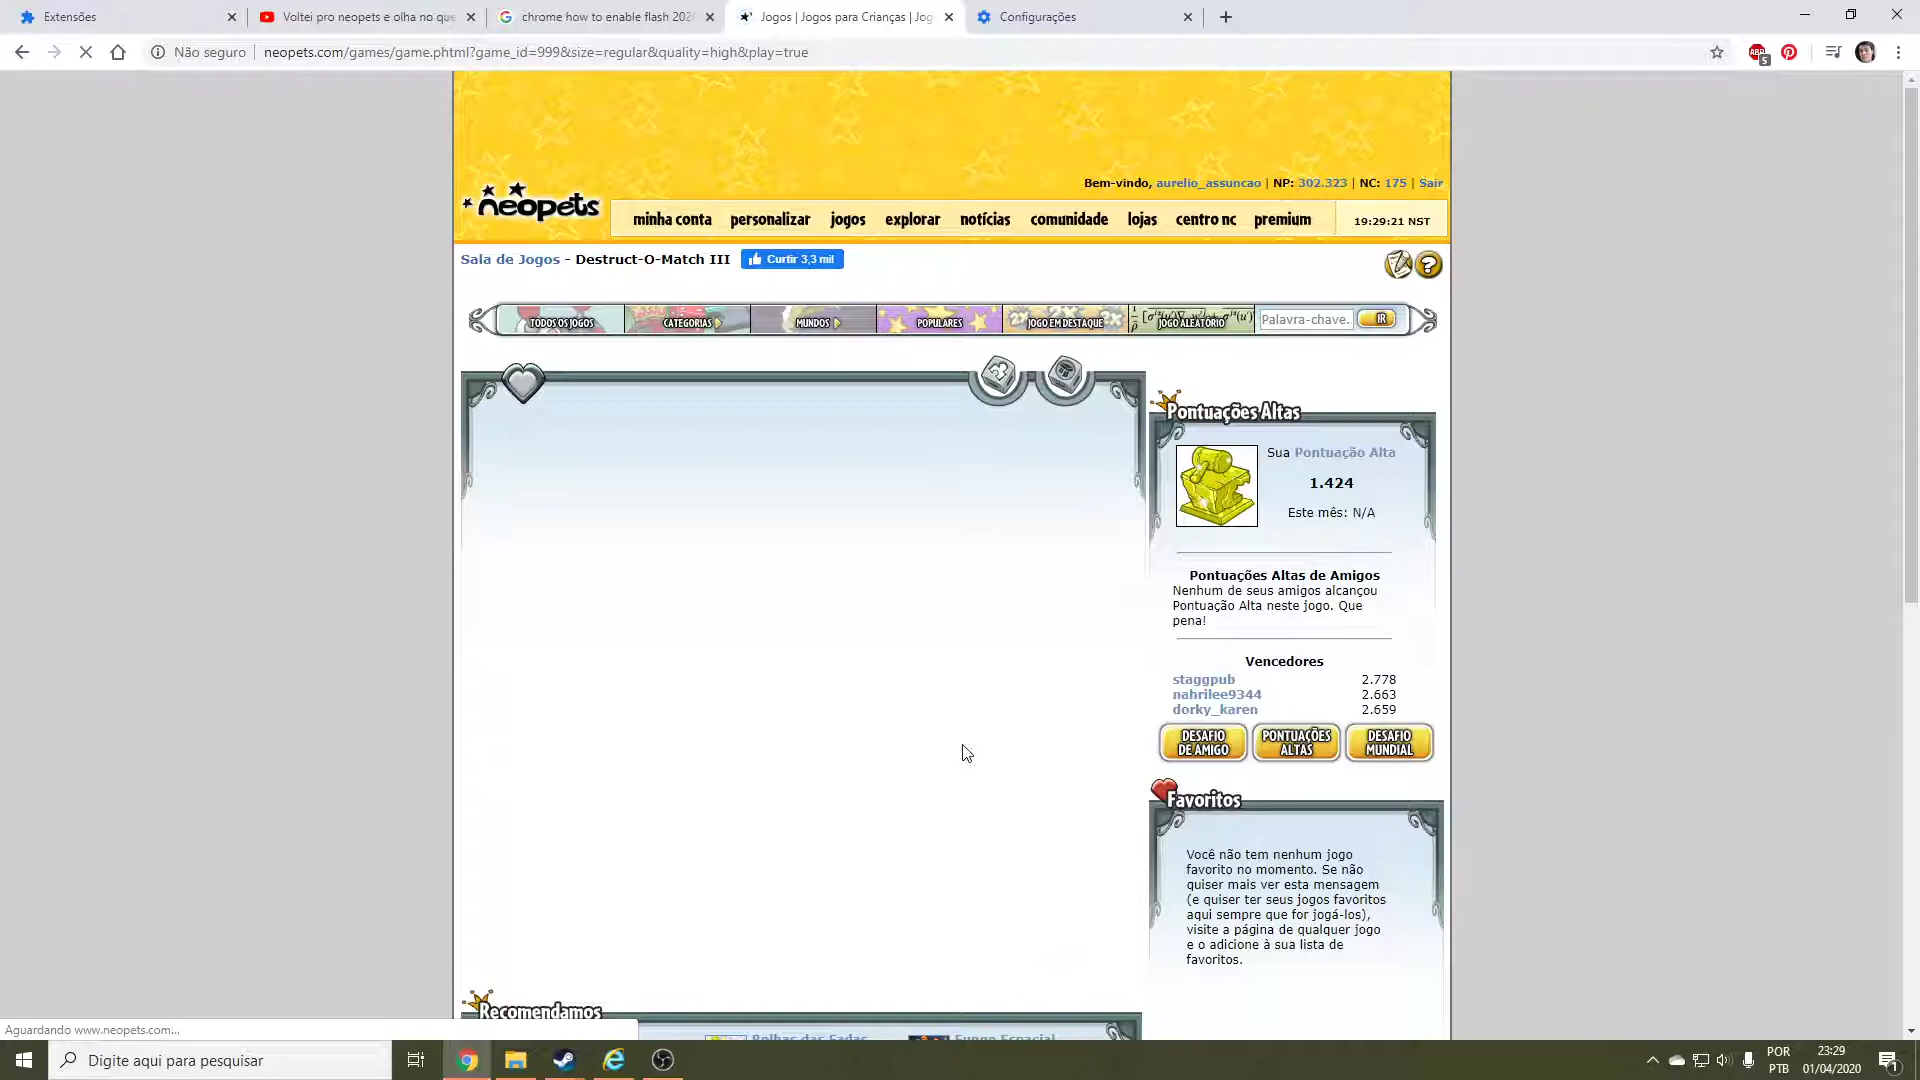 Extensões
Voltei pro neopets e olha no que
chrome how to enable flash 202
Jogos | Jogos para Crianças | Jog
Configurações
Não seguro
neopets.com/games/game.phtml?game_id=999&size=regular&quality=high&play=true
ABP
5
Bem-vindo, aurelio_assuncao | NP: 302.323 | NC: 175 | Sair
neopets
minha conta
personalizar
jogos
explorar
notícias
comunidade
lojas
centro nc
premium
19:29:21 NST
Sala de Jogos - Destruct-O-Match III
Curtir 3,3 mil
?
TODOS OS JOGOS
CATEGORIAS
MUNDOS
POPULARES
JOGO EM DESTAQUE
JOGO ALEATÓRIO
Palavra-chave.
IR
Pontuações Altas
Sua Pontuação Alta
1.424
Este mês: N/A
Pontuações Altas de Amigos
Nenhum de seus amigos alcançou
Pontuação Alta neste jogo. Que
pena!
Vencedores
staggpub 2.778
nahrilee9344 2.663
dorky_karen 2.659
DESAFIO
DE AMIGO
PONTUAÇÕES
ALTAS
DESAFIO
MUNDIAL
Favoritos
Você não tem nenhum jogo
favorito no momento. Se não
quiser mais ver esta mensagem
(e quiser ter seus jogos favoritos
aqui sempre que for jogá-los),
visite a página de qualquer jogo
e o adicione à sua lista de
favoritos.
Recomendamos
Bolhas das Fadas
Fungo Espacial
Aguardando www.neopets.com...
Digite aqui para pesquisar
POR
PTB
23:29
01/04/2020
1